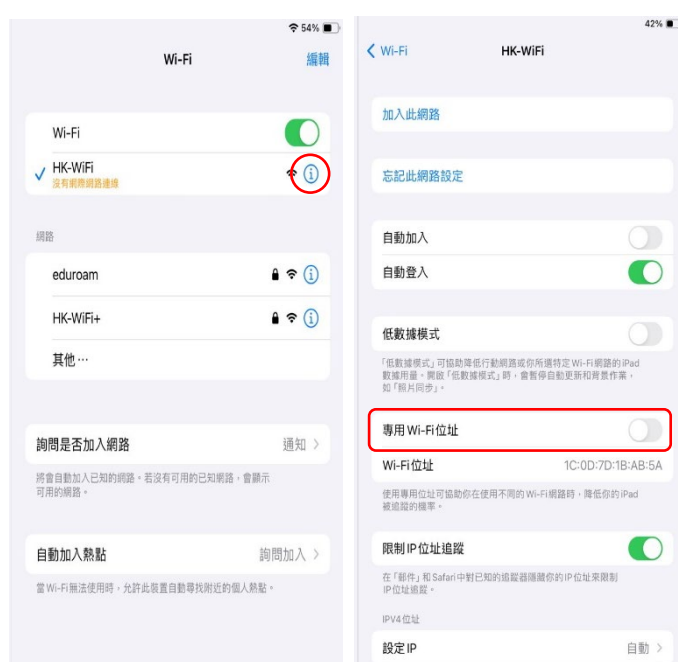 54%
Wi-Fi
編輯
Wi-Fi
HK-WiFi
沒有網際網路連線
網路
eduroam
HK-WiFi+
其他…
詢問是否加入網路
通知
將會自動加入已知的網路。若沒有可用的已知網路，會顯示
可用的網路。
自動加入熱點
詢問加入
當 Wi-Fi無法使用時，允許此裝置自動尋找附近的個人熱點。
42%
Wi-Fi
HK-WiFi
加入此網路
忘記此網路設定
自動加入
自動登入
低數據模式
「低數據模式」可協助降低行動網路或你所選特定 Wi-Fi 網路的 iPad
數據用量。開啟「低數據模式」時，會暫停自動更新和背景作業，
如「照片同步」。
專用 Wi-Fi位址
Wi-Fi位址
1C:0D:7D:1B:AB:5A
使用專用位址可協助你在使用不同的 Wi-Fi網路時，降低你的 iPad
被追蹤的機率。
限制 IP 位址追蹤
在「郵件」和 Safari 中對已知的追蹤器隱藏你的 IP 位址來限制
IP位址追蹤。
IPV4位址
設定 IP
自動